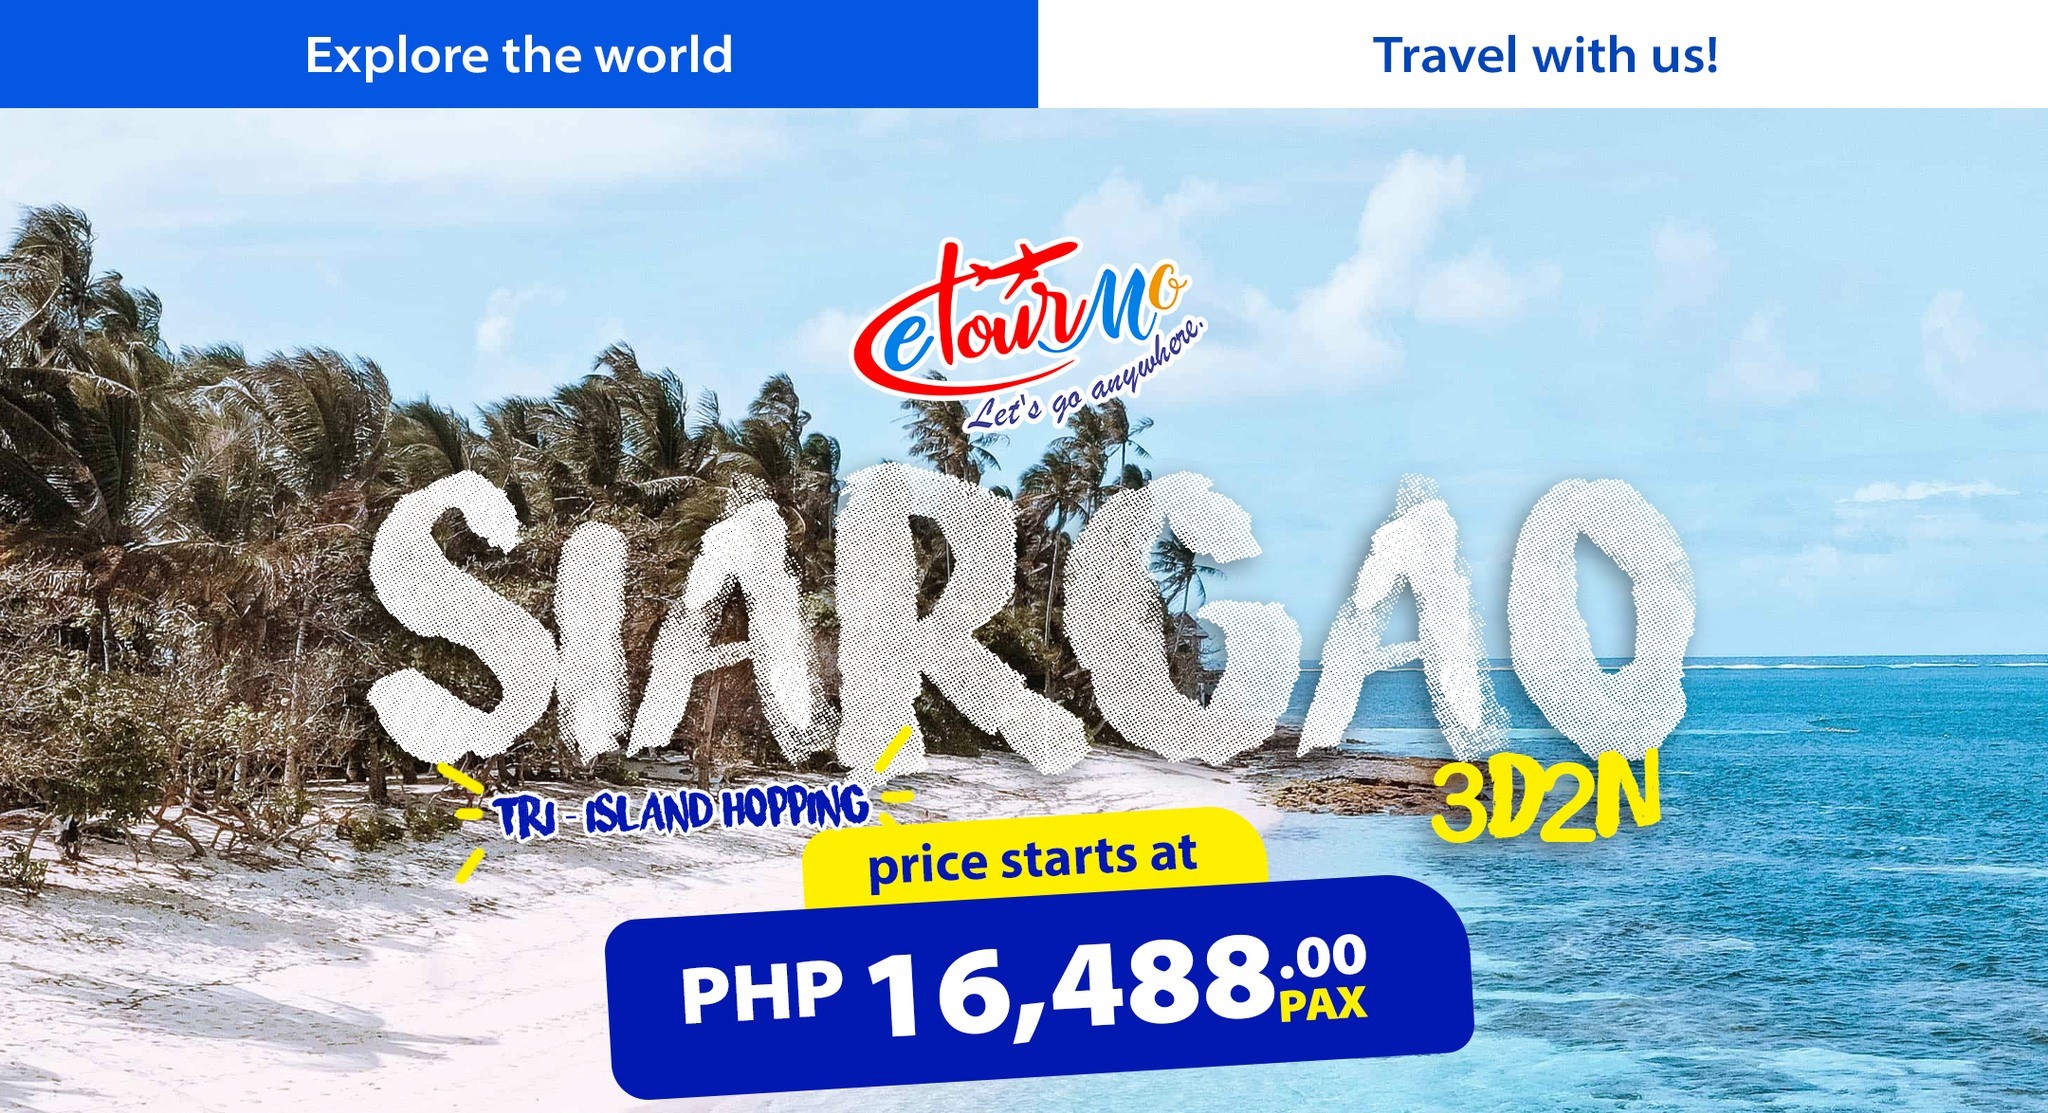 Explore the world
Travel with us!
etourMo
Let's go anywhere.
SIARGAO
3D2N
TRI - ISLAND HOPPING
price starts at
PHP 16,488.00
PAX